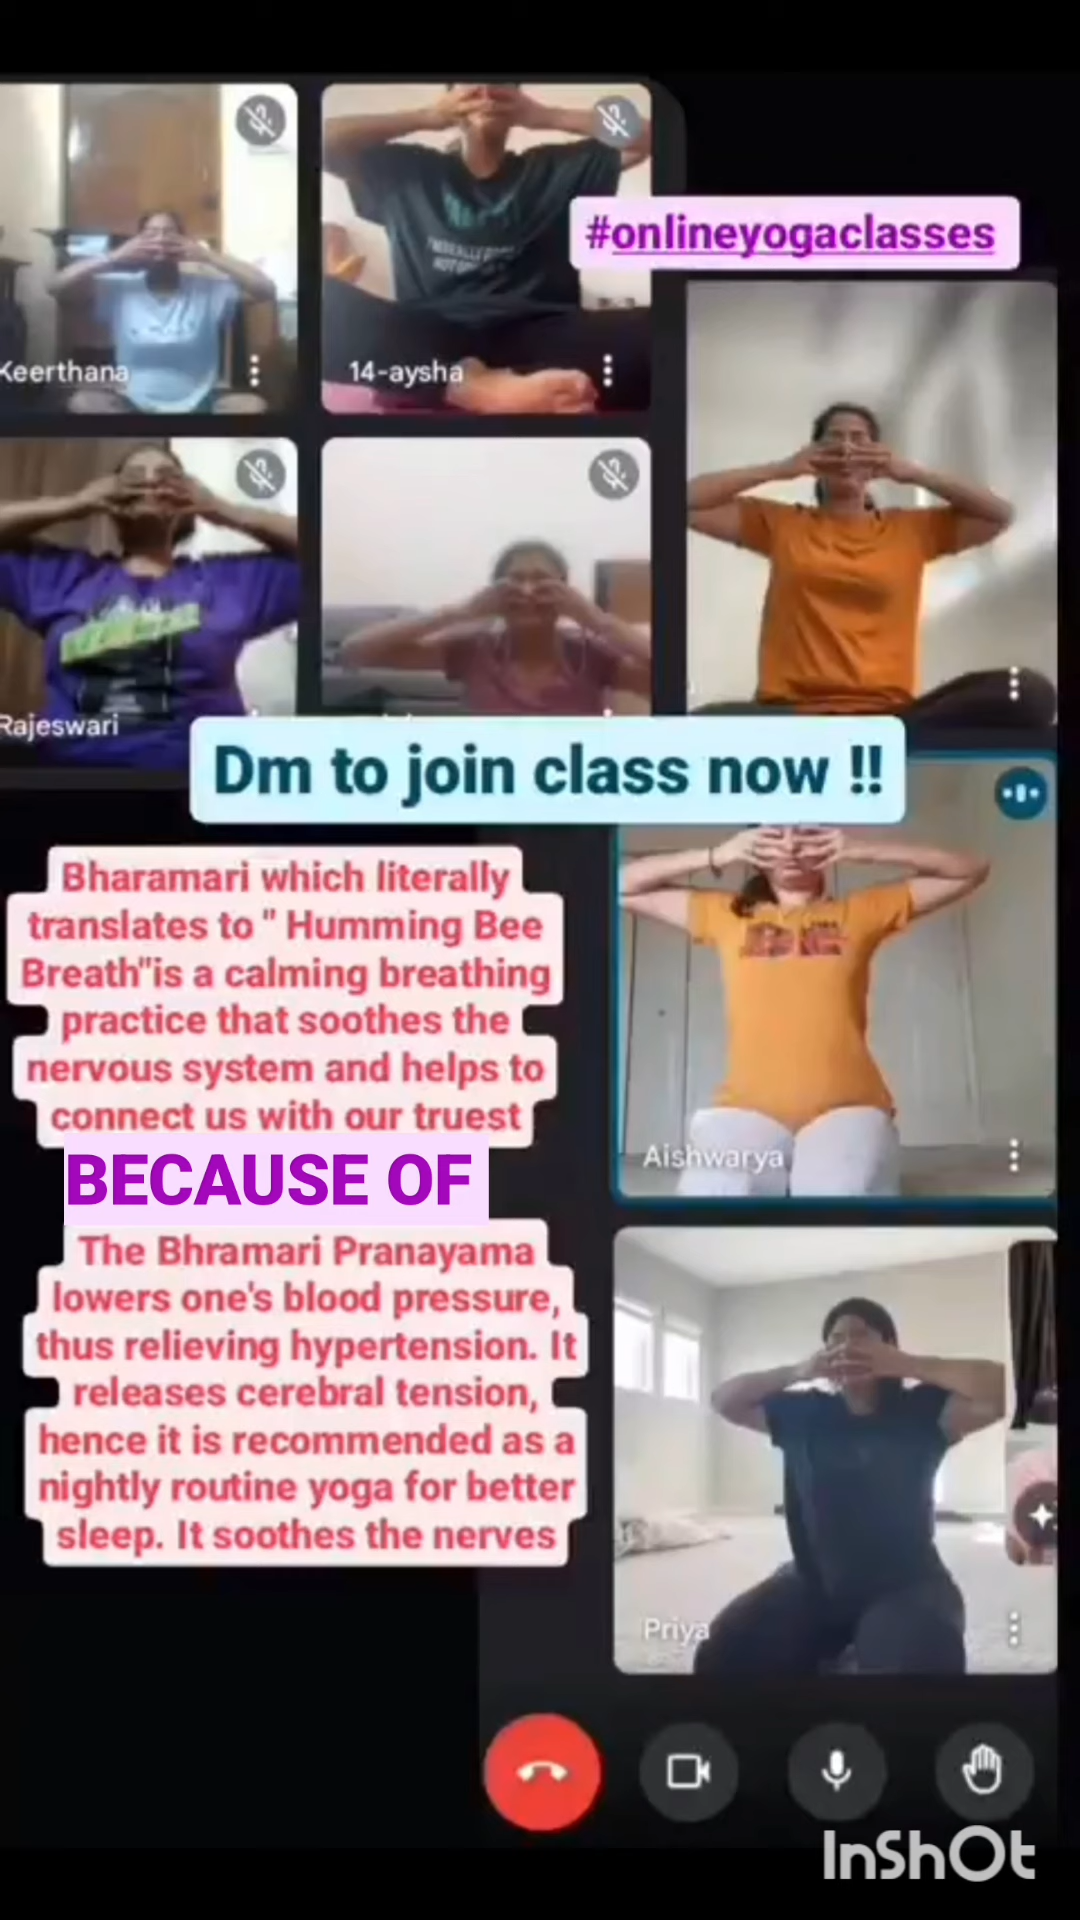 #onlineyogaclasses
Keerthana
14-aysha
Rajeswari
Dm to join class now !!
Bharamari which literally
translates to " Humming Bee
Breath"is a calming breathing
practice that soothes the
nervous system and helps to
connect us with our truest
BECAUSE OF
Aishwarya
The Bhramari Pranayama
lowers one's blood pressure,
thus relieving hypertension. It
releases cerebral tension,
hence it is recommended as a
nightly routine yoga for better
sleep. It soothes the nerves
Priya
InShOt